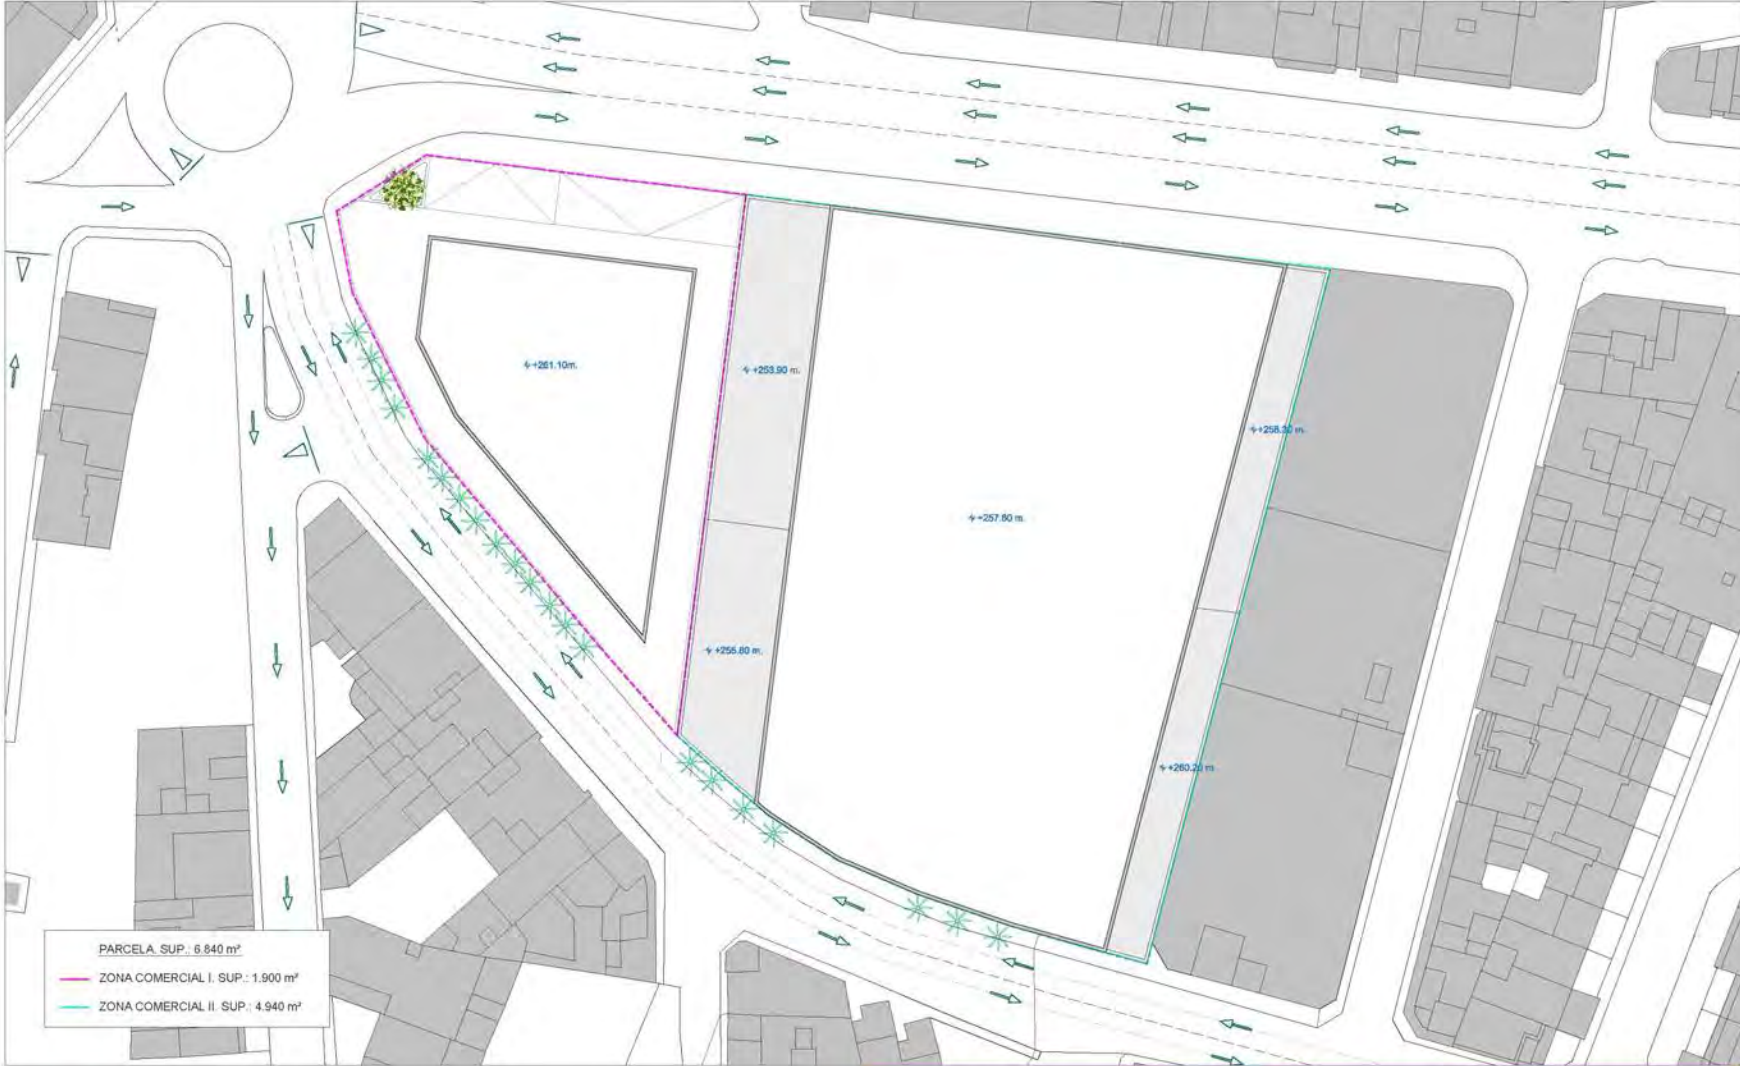 +261.10m.
+253.90 m.
+258.30 m.
+257.60 m.
+255.80 m.
+260.20 m.
PARCELA. SUP.: 6.840 m²
ZONA COMERCIAL I. SUP.: 1.900 m²
ZONA COMERCIAL II. SUP.: 4.940 m²